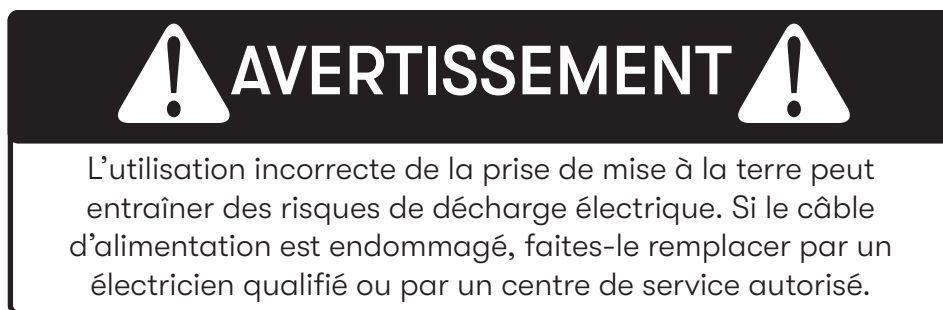 AVERTISSEMENT
L’utilisation incorrecte de la prise de mise à la terre peut
entraîner des risques de décharge électrique. Si le câble
d’alimentation est endommagé, faites-le remplacer par un
électricien qualifié ou par un centre de service autorisé.